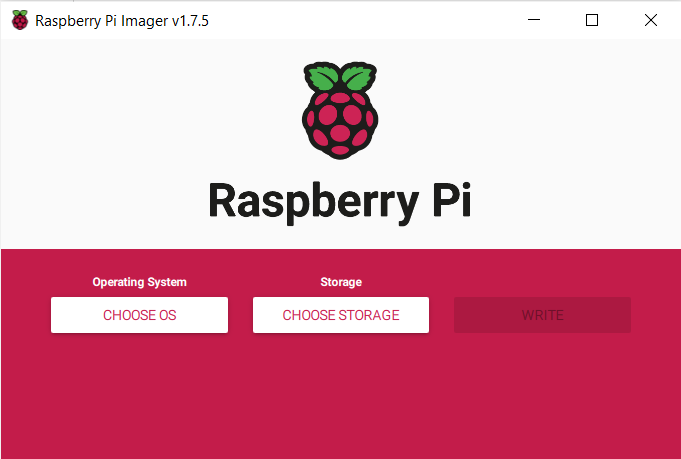 Raspberry Pi Imager v1.7.5
Raspberry Pi
Operating System
Storage
CHOOSE OS
CHOOSE STORAGE
WRITE